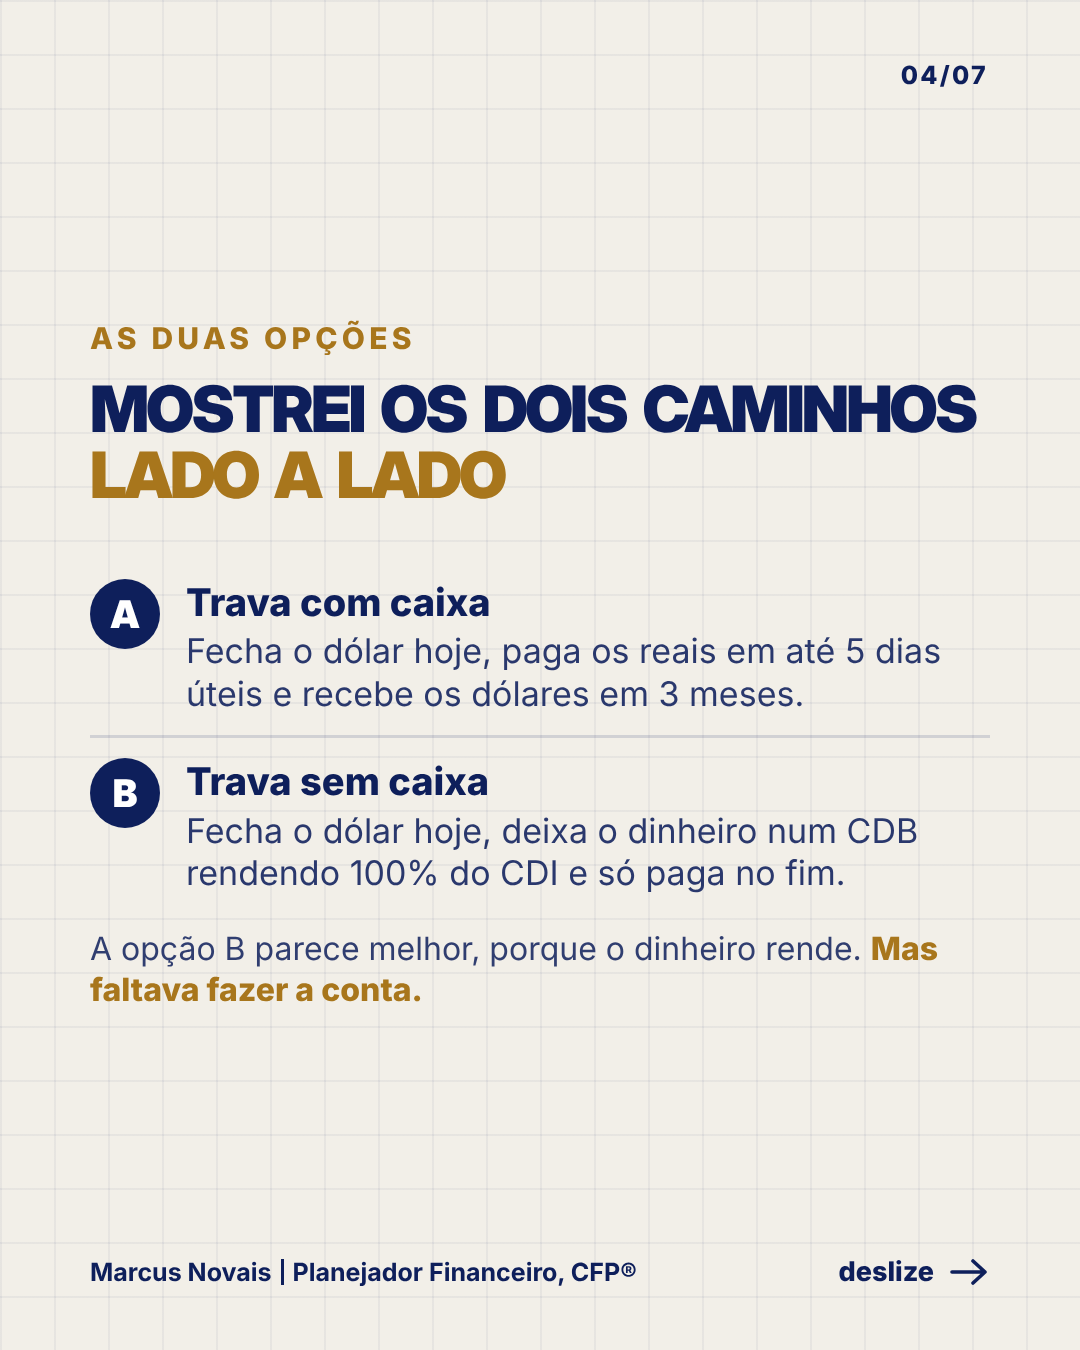 04/07
AS DUAS OPÇÕES
MOSTREI OS DOIS CAMINHOS
LADO A LADO
A
Trava com caixa
Fecha o dólar hoje, paga os reais em até 5 dias
úteis e recebe os dólares em 3 meses.
B
Trava sem caixa
Fecha o dólar hoje, deixa o dinheiro num CDB
rendendo 100% do CDI e só paga no fim.
A opção B parece melhor, porque o dinheiro rende. Mas
faltava fazer a conta.
Marcus Novais | Planejador Financeiro, CFP®
deslize →